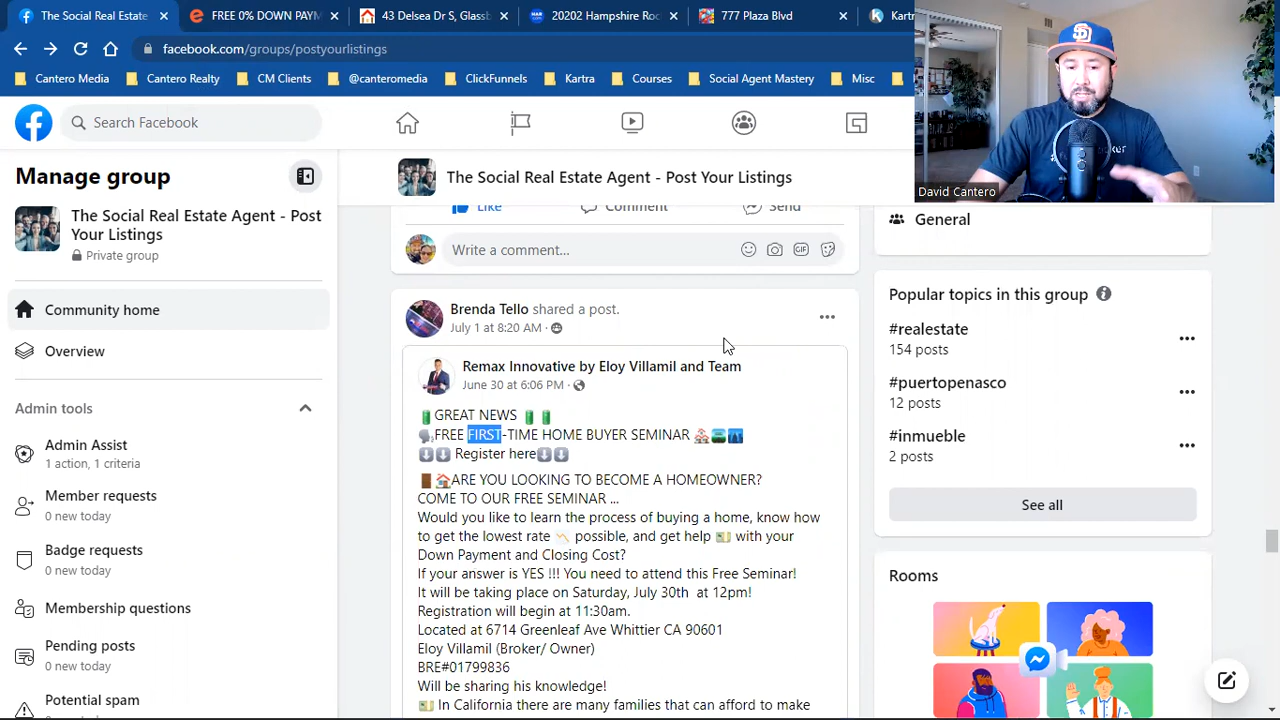 The Social Real Estate
FREE 0% DOWN PAYM
43 Delsea Dr S, Glassb
20202 Hampshire Roc
777 Plaza Blvd
Kartr
facebook.com/groups/postyourlistings
Cantero Media
Cantero Realty
CM Clients
@canteromedia
ClickFunnels
Kartra
Courses
Social Agent Mastery
Misc
David Cantero
Search Facebook
Manage group
The Social Real Estate Agent - Post
Your Listings
Private group
Community home
Overview
Admin tools
Admin Assist
1 action, 1 criteria
Member requests
0 new today
Badge requests
0 new today
Membership questions
Pending posts
0 new today
Potential spam
The Social Real Estate Agent - Post Your Listings
Like
Comment
Send
Write a comment...
GIF
Brenda Tello shared a post.
July 1 at 8:20 AM ·
Remax Innovative by Eloy Villamil and Team
June 30 at 6:06 PM ·
GREAT NEWS
FREE FIRST-TIME HOME BUYER SEMINAR
Register here
ARE YOU LOOKING TO BECOME A HOMEOWNER?
COME TO OUR FREE SEMINAR ...
Would you like to learn the process of buying a home, know how
to get the lowest rate possible, and get help with your
Down Payment and Closing Cost?
If your answer is YES !!! You need to attend this Free Seminar!
It will be taking place on Saturday, July 30th at 12pm!
Registration will begin at 11:30am.
Located at 6714 Greenleaf Ave Whittier CA 90601
Eloy Villamil (Broker/ Owner)
BRE#01799836
Will be sharing his knowledge!
In California there are many families that can afford to make
General
Popular topics in this group
#realestate
154 posts
#puertopenasco
12 posts
#inmueble
2 posts
See all
Rooms